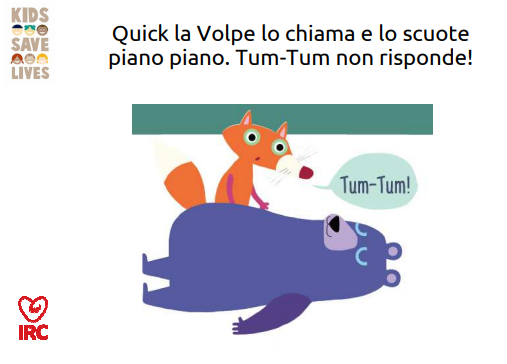 KIDS
SAVE
LIVES
Quick la Volpe lo chiama e lo scuote
piano piano. Tum-Tum non risponde!
Tum-Tum!
IRC